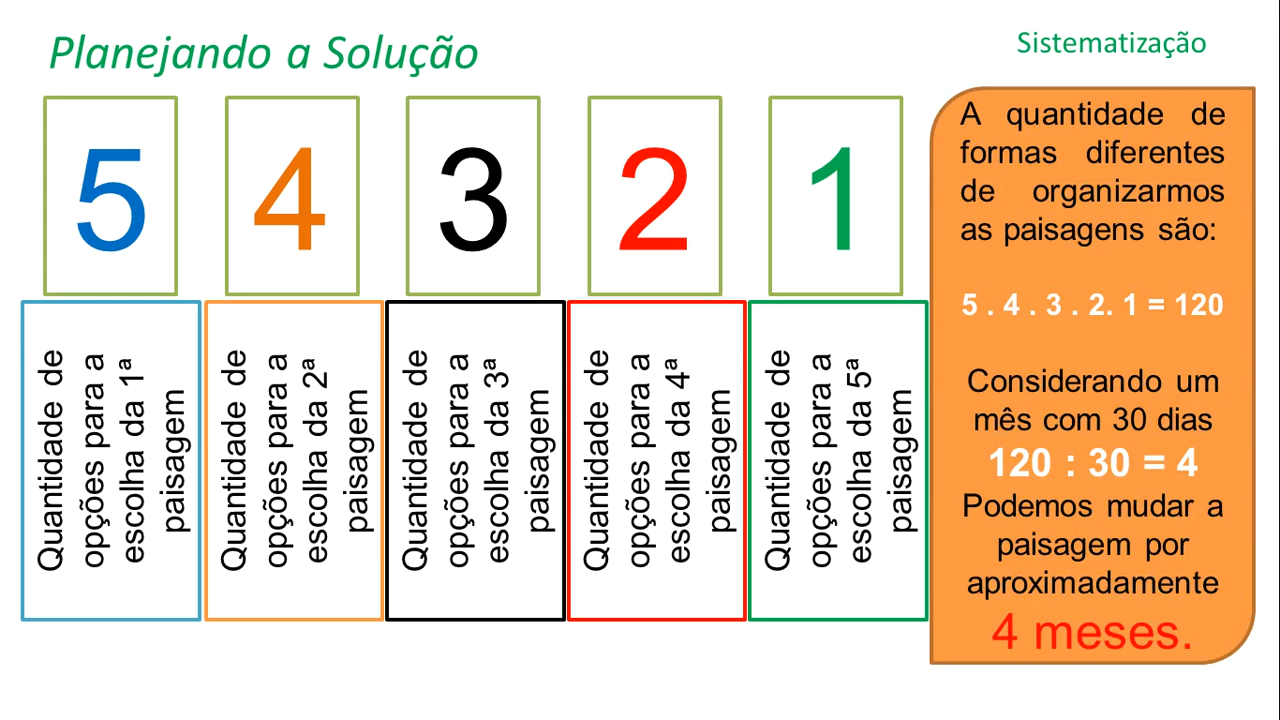 Planejando a Solução
Sistematização
5
4
3
2
1
Quantidade de
opções para a
escolha da 1ª
paisagem
Quantidade de
opções para a
escolha da 2ª
paisagem
Quantidade de
opções para a
escolha da 3ª
paisagem
Quantidade de
opções para a
escolha da 4ª
paisagem
Quantidade de
opções para a
escolha da 5ª
paisagem
A quantidade de
formas diferentes
de organizarmos
as paisagens são:
5 . 4 . 3 . 2. 1 = 120
Considerando um
mês com 30 dias
120 : 30 = 4
Podemos mudar a
paisagem por
aproximadamente
4 meses.